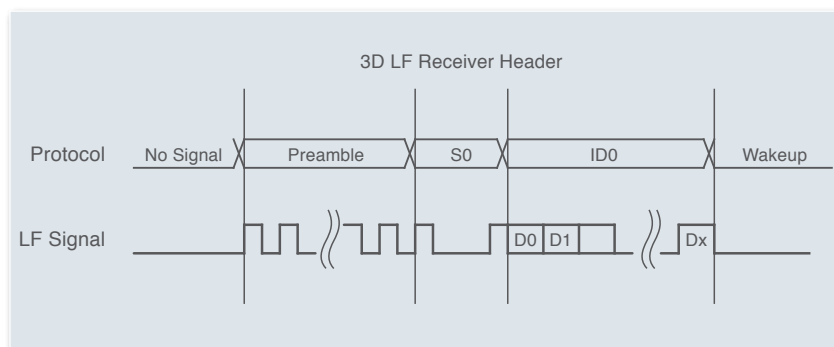 3D LF Receiver Header
Protocol No Signal Preamble S0 ID0 Wakeup
LF Signal D0 D1 Dx